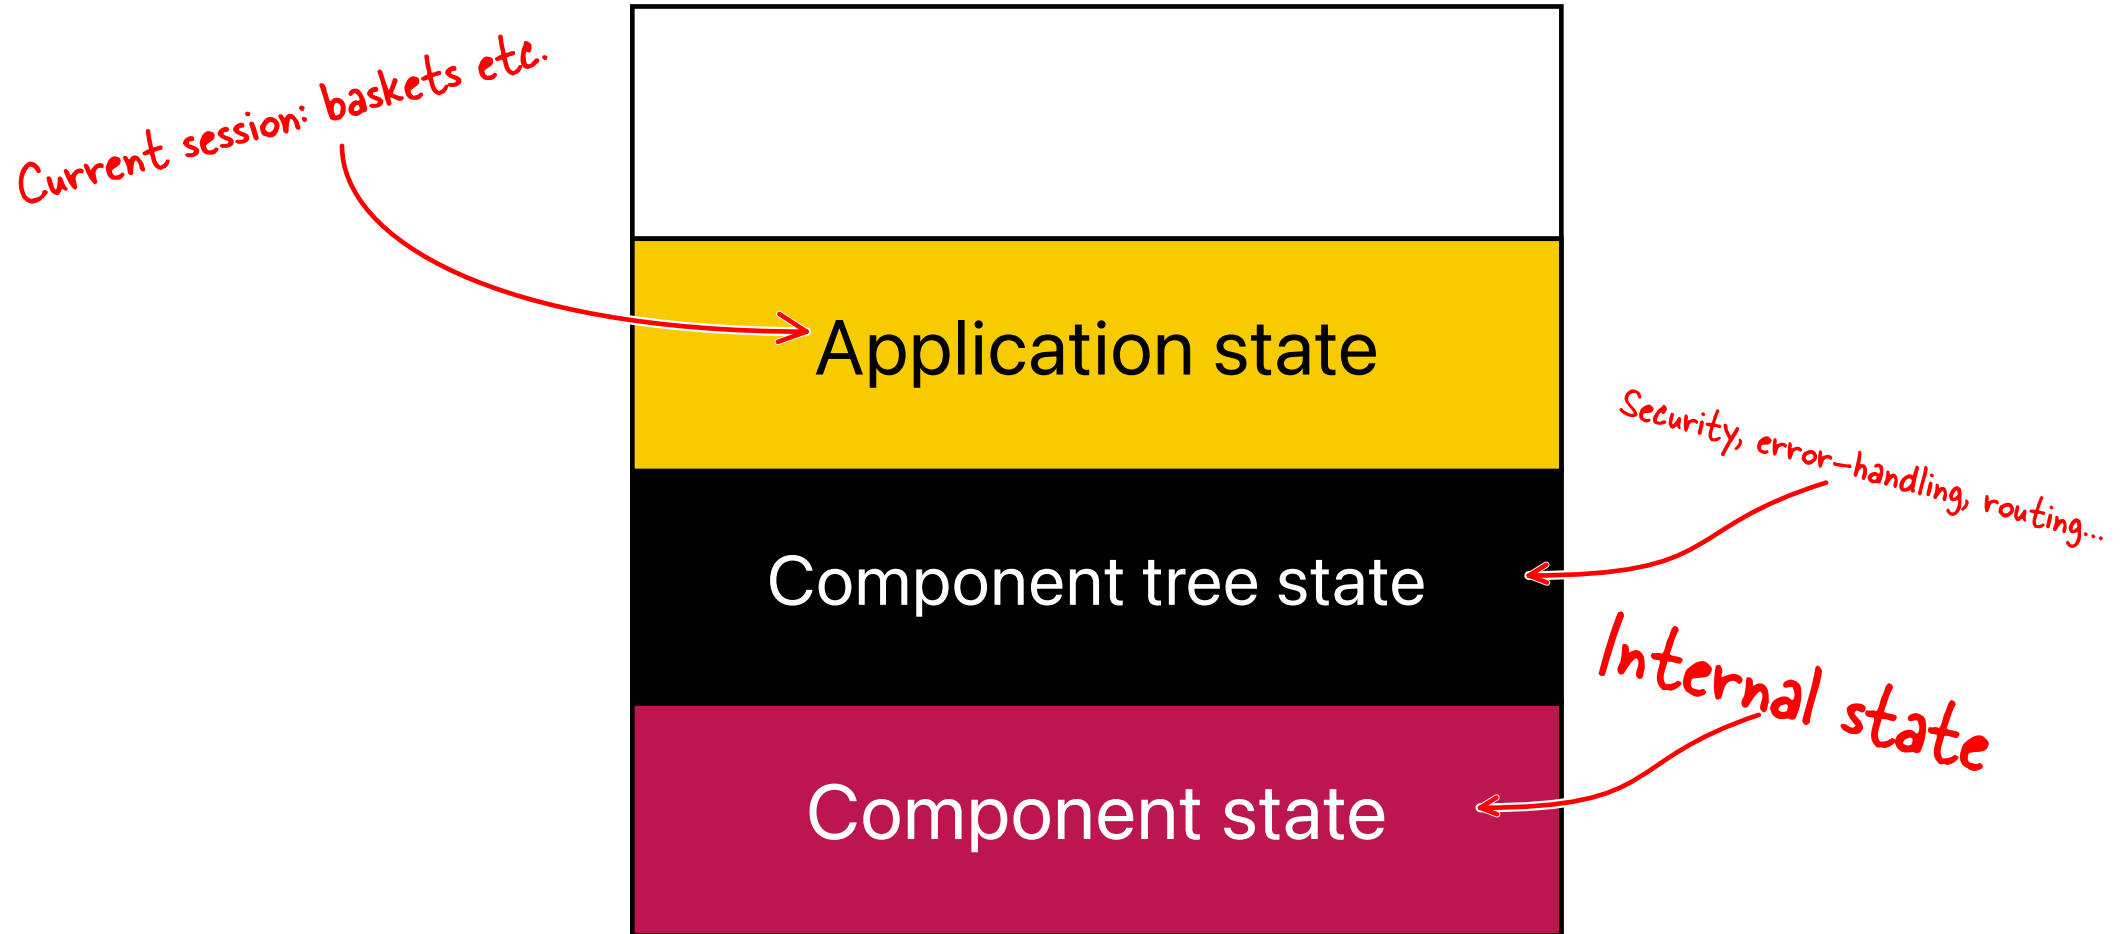 Current session: baskets etc.
Application state
Security, error-handling, routing...
Component tree state
Internal state
Component state